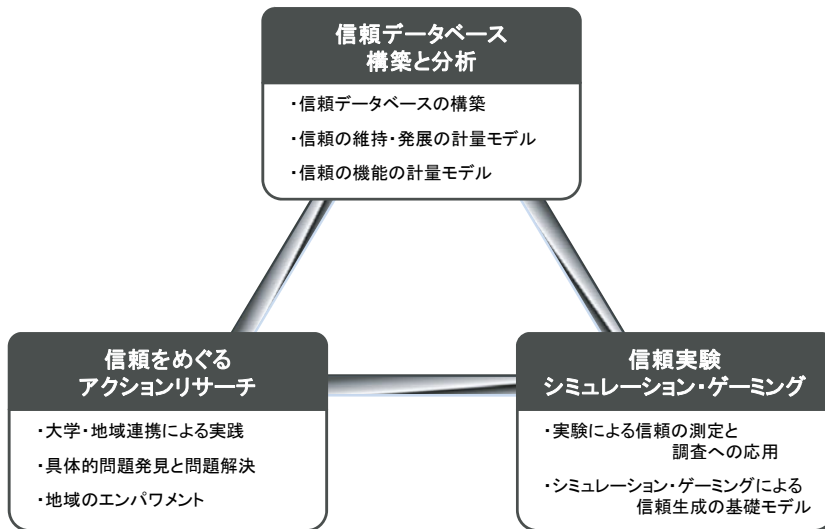 信頼データベース
構築と分析
・信頼データベースの構築
・信頼の維持・発展の計量モデル
・信頼の機能の計量モデル
信頼をめぐる
アクションリサーチ
・大学・地域連携による実践
・具体的問題発見と問題解決
・地域のエンパワメント
信頼実験
シミュレーション・ゲーミング
・実験による信頼の測定と
調査への応用
・シミュレーション・ゲーミングによる
信頼生成の基礎モデル